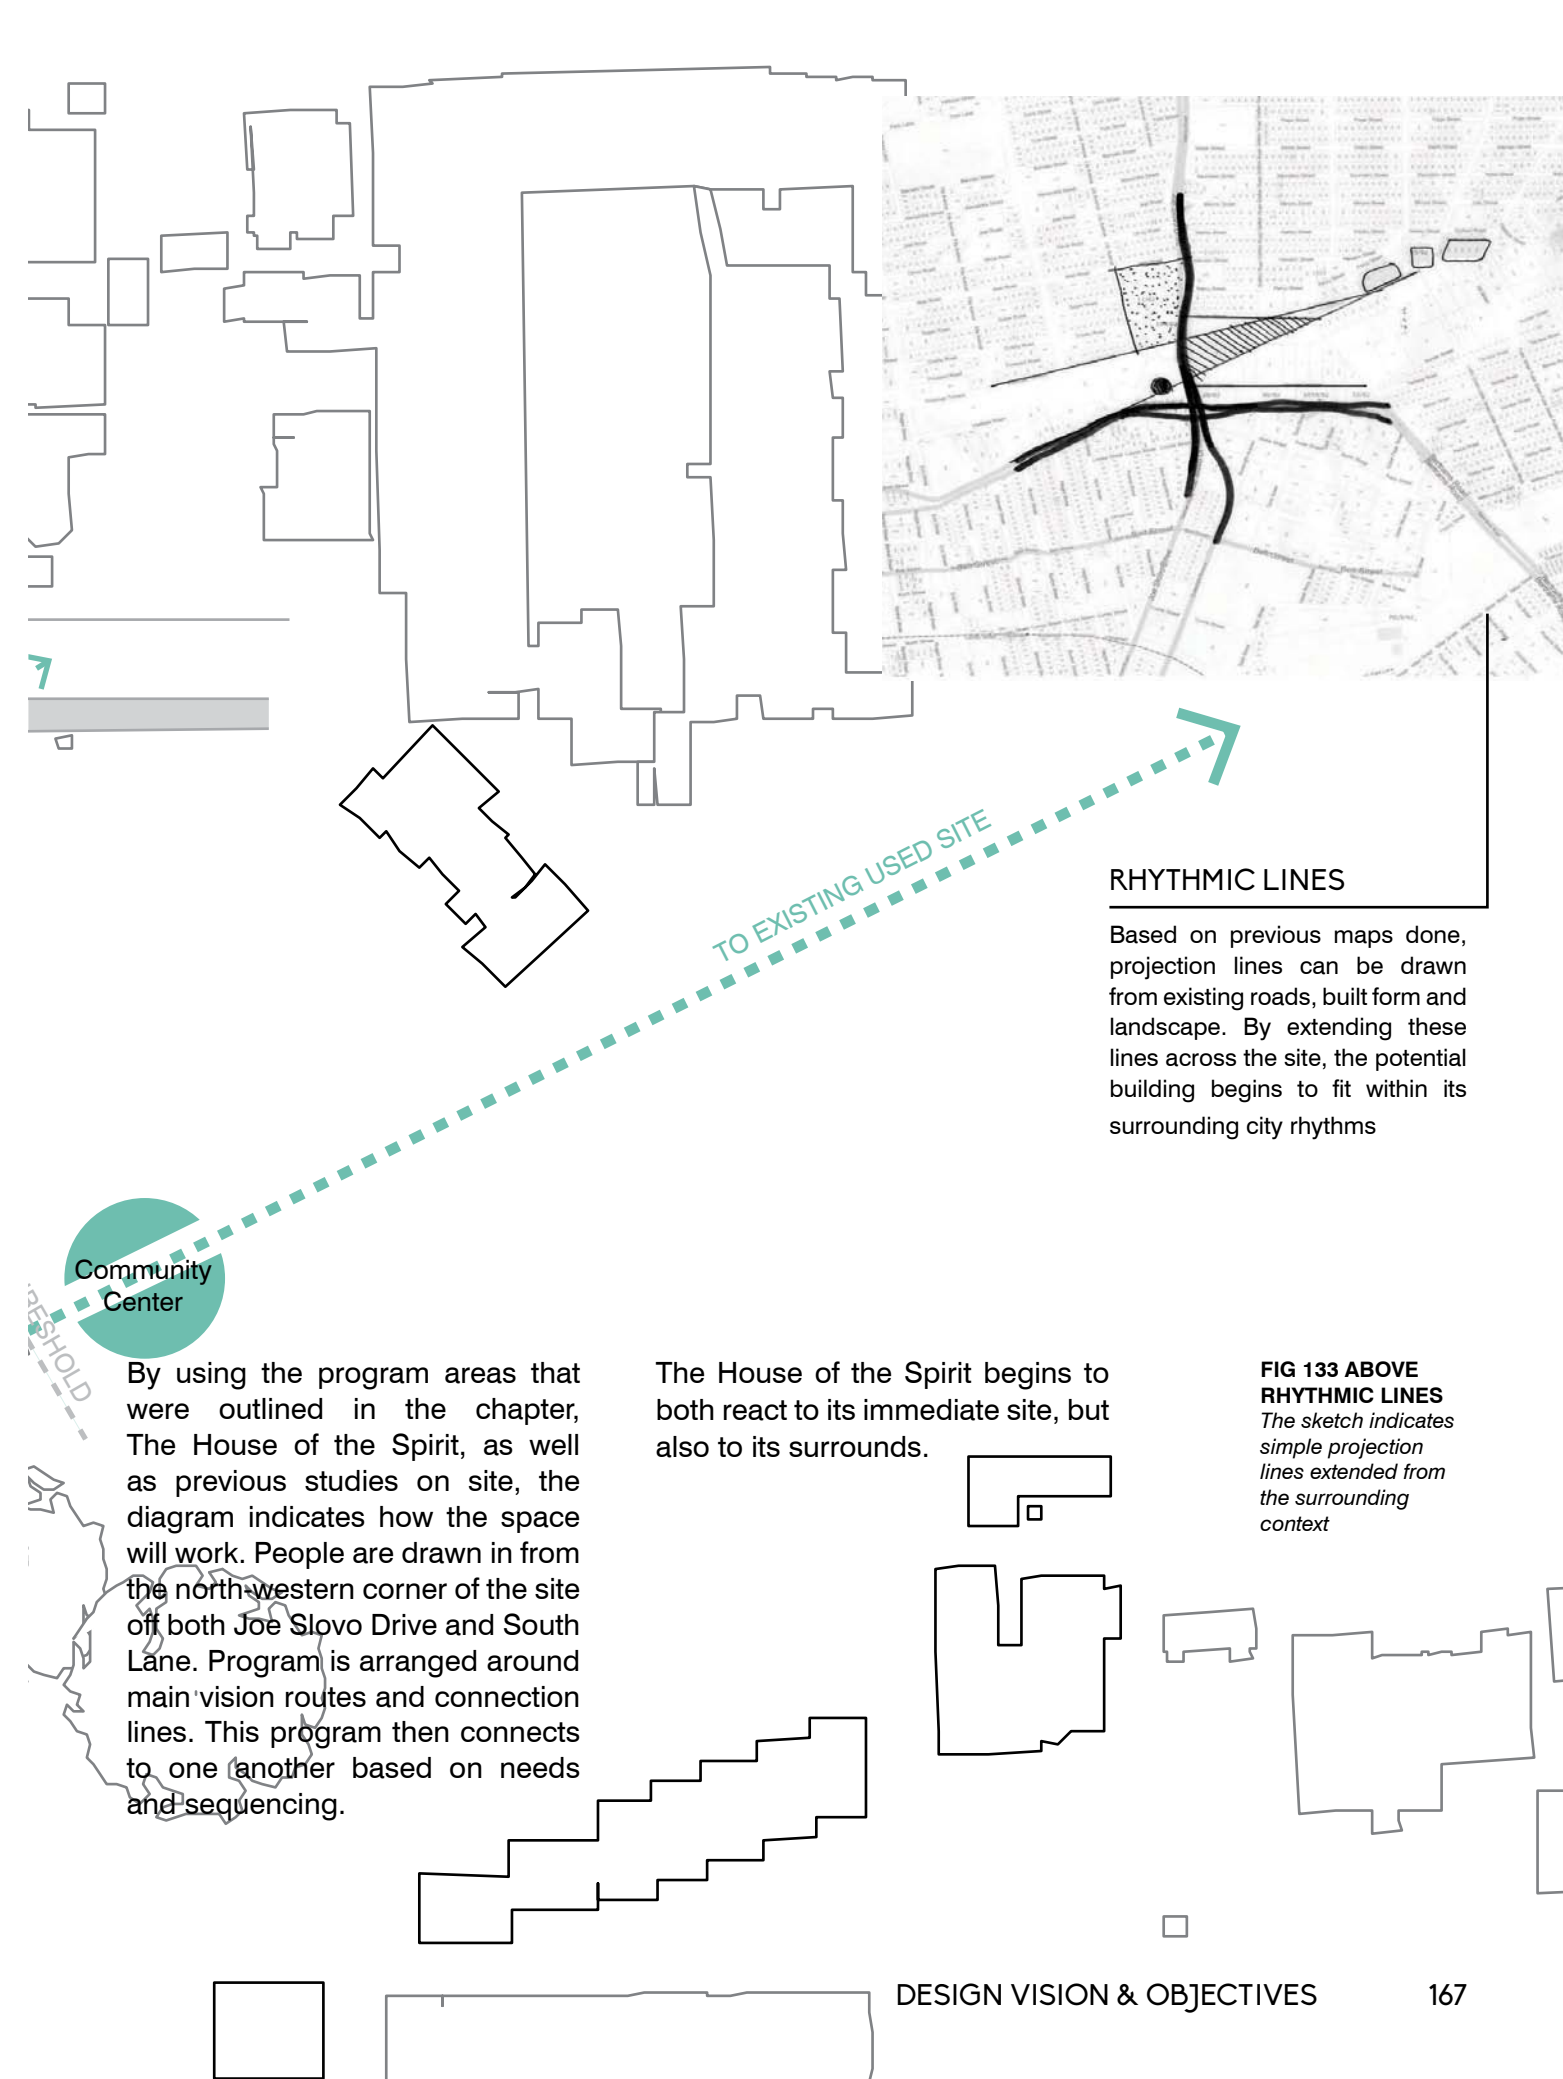 TO EXISTING USED SITE
RHYTHMIC LINES
Based on previous maps done,
projection lines can be drawn
from existing roads, built form and
landscape. By extending these
lines across the site, the potential
building begins to fit within its
surrounding city rhythms
Community
Center
RESHOLD
By using the program areas that
were outlined in the chapter,
The House of the Spirit, as well
as previous studies on site, the
diagram indicates how the space
will work. People are drawn in from
the north-western corner of the site
off both Joe Slovo Drive and South
Lane. Program is arranged around
main vision routes and connection
lines. This program then connects
to one another based on needs
and sequencing.
The House of the Spirit begins to
both react to its immediate site, but
also to its surrounds.
FIG 133 ABOVE
RHYTHMIC LINES
The sketch indicates
simple projection
lines extended from
the surrounding
context
DESIGN VISION & OBJECTIVES
167